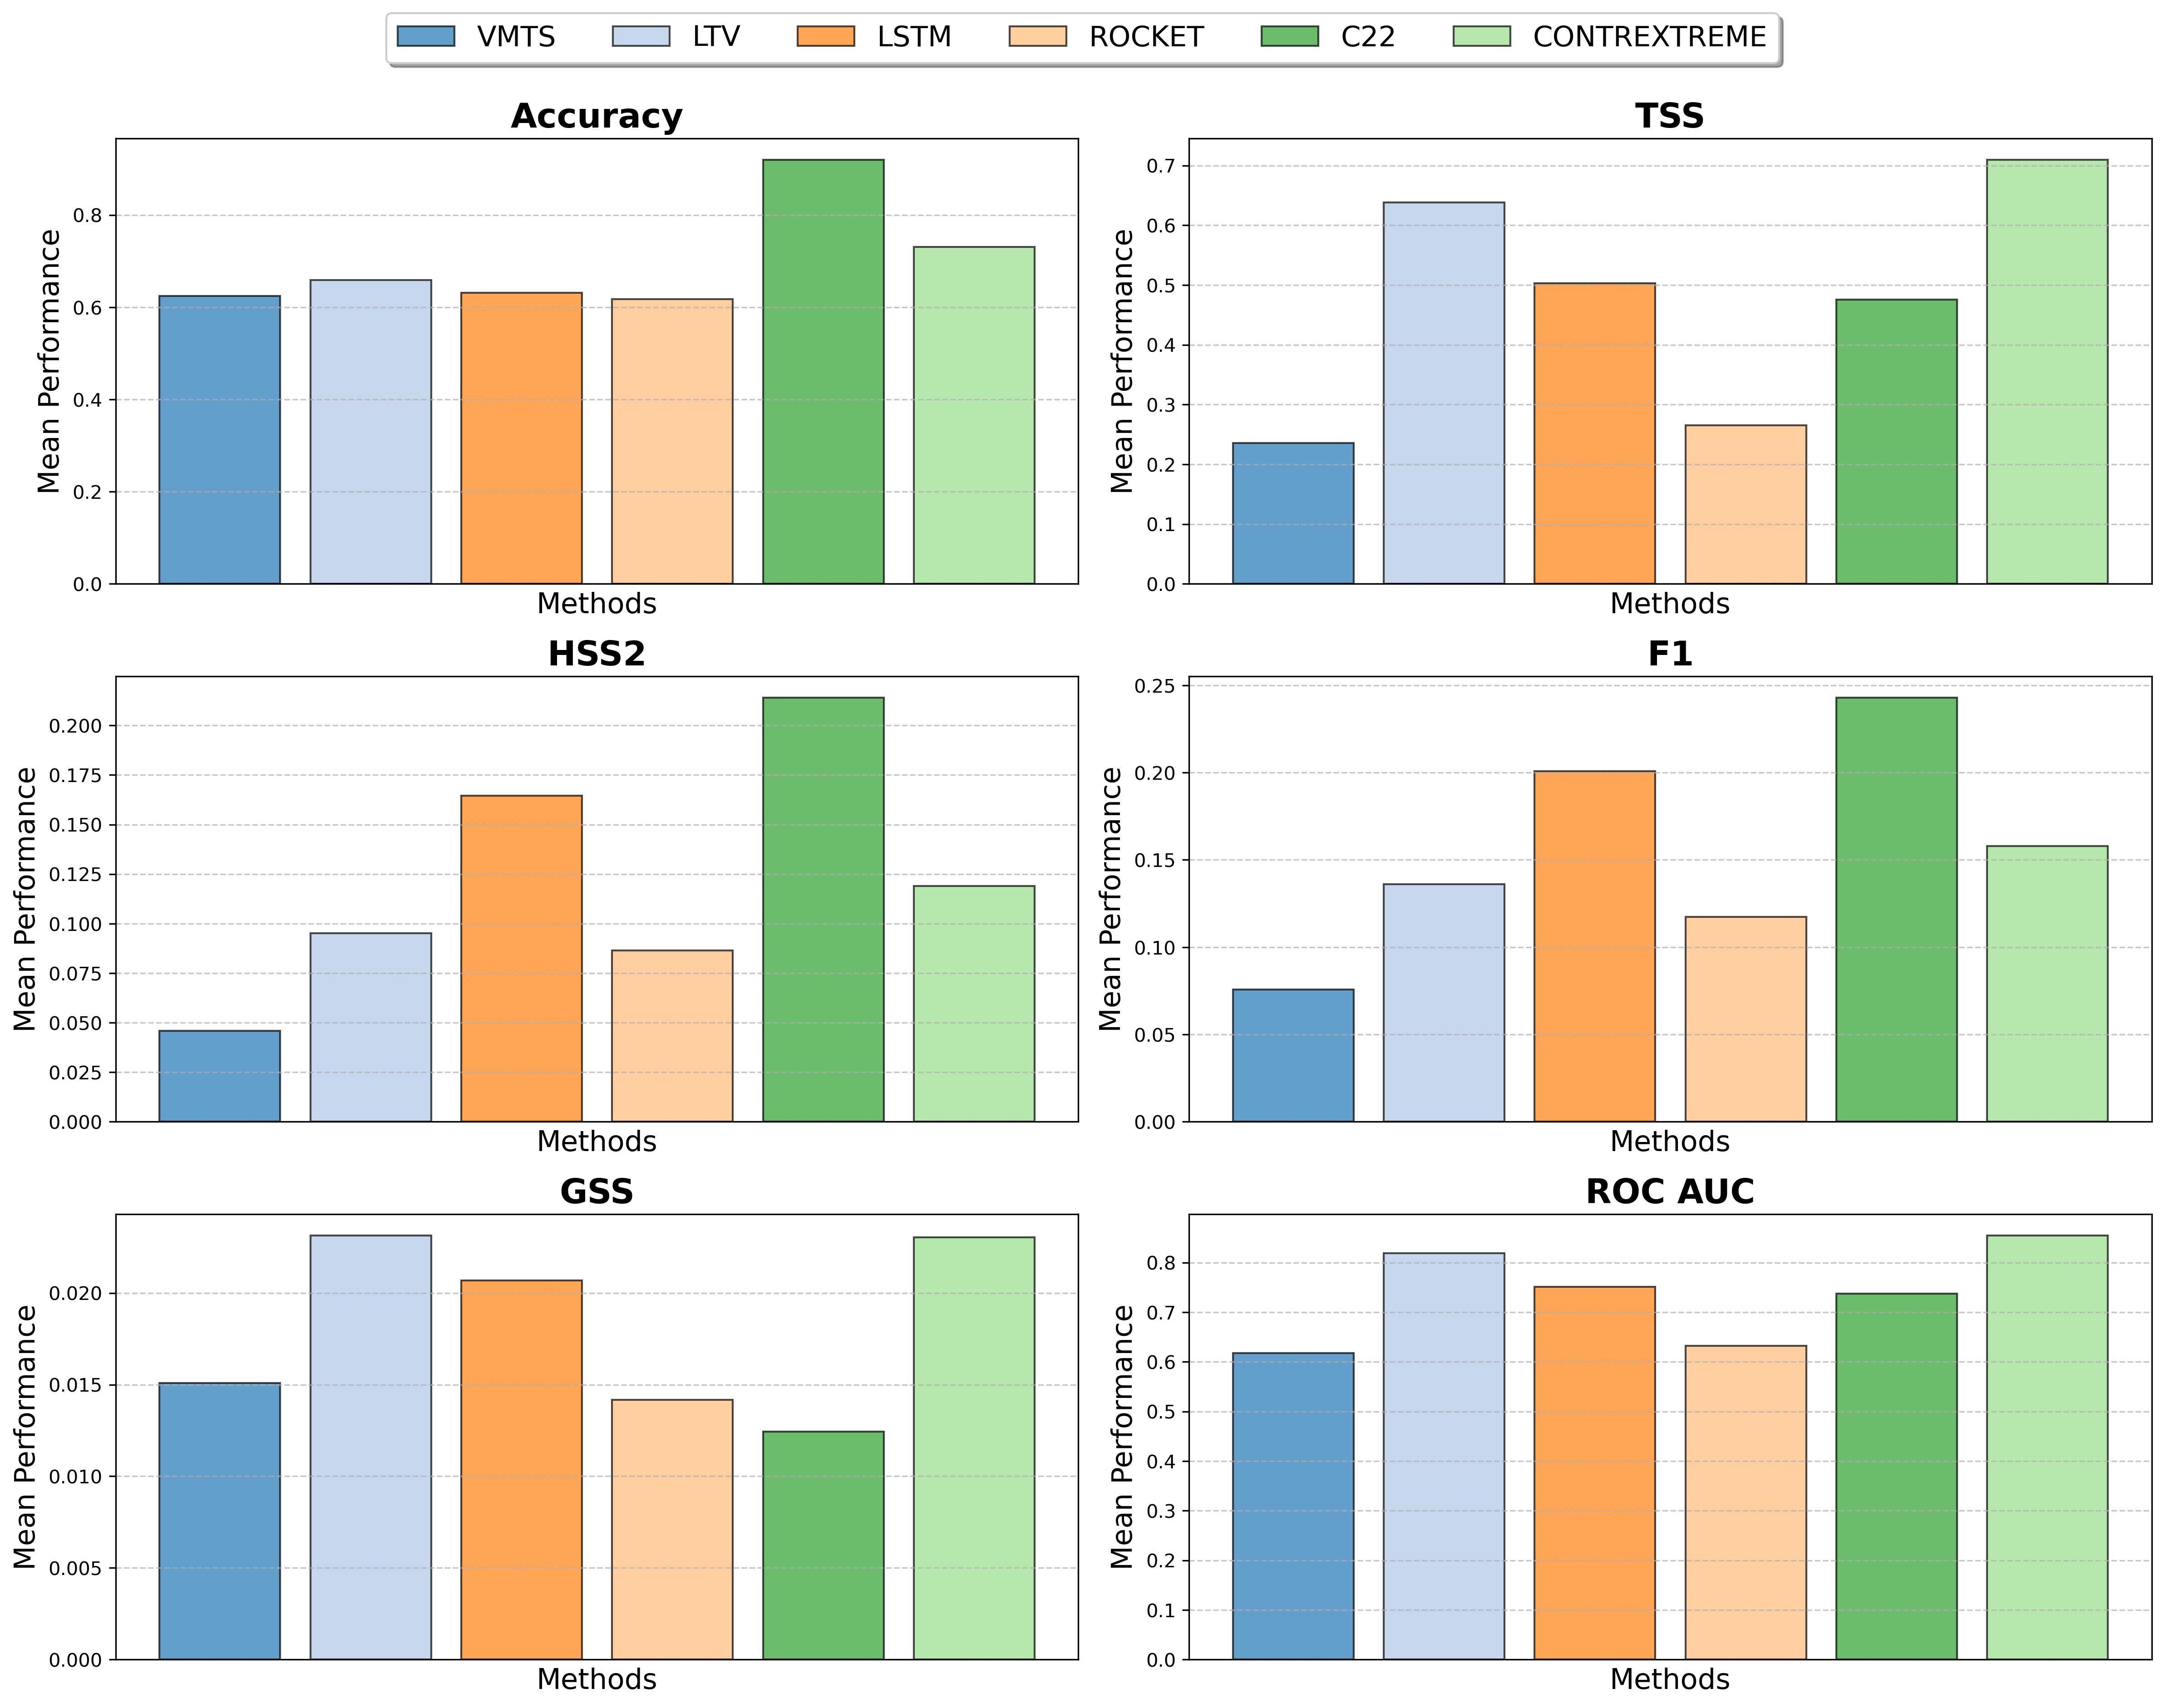 VMTS LTV LSTM ROCKET C22 CONTREXTREME
Accuracy
Mean Performance
0.8
0.6
0.4
0.2
0.0
Methods
TSS
Mean Performance
0.7
0.6
0.5
0.4
0.3
0.2
0.1
0.0
Methods
HSS2
Mean Performance
0.200
0.175
0.150
0.125
0.100
0.075
0.050
0.025
0.000
Methods
F1
Mean Performance
0.25
0.20
0.15
0.10
0.05
0.00
Methods
GSS
Mean Performance
0.020
0.015
0.010
0.005
0.000
Methods
ROC AUC
Mean Performance
0.8
0.7
0.6
0.5
0.4
0.3
0.2
0.1
0.0
Methods